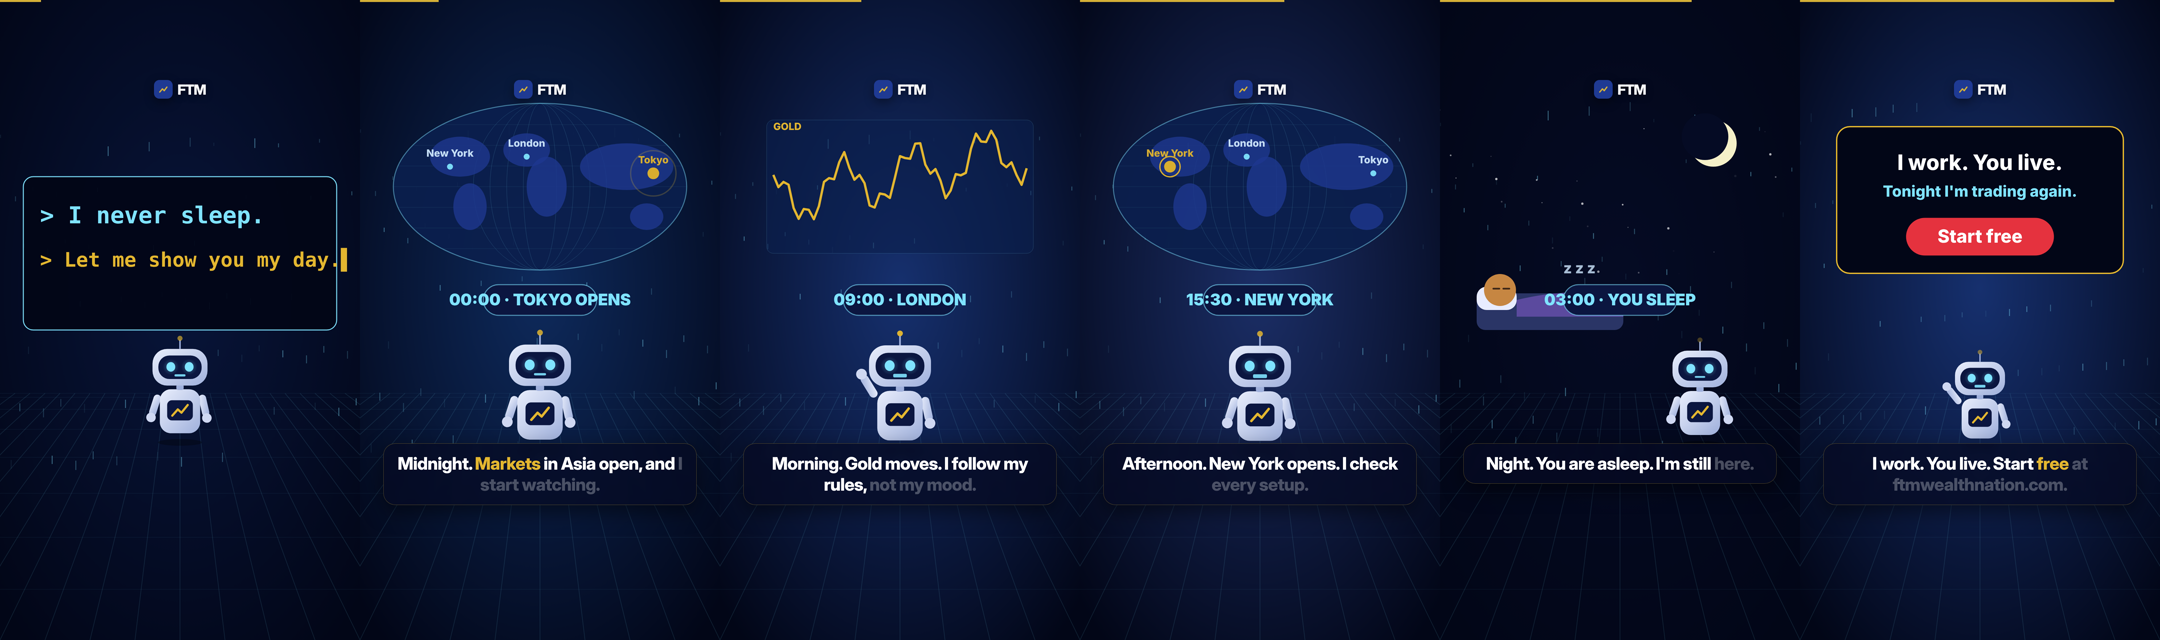 FTM
> I never sleep.
> Let me show you my day.
FTM
New York
London
Tokyo
00:00 · TOKYO OPENS
Midnight. Markets in Asia open, and I
start watching.
FTM
GOLD
09:00 · LONDON
Morning. Gold moves. I follow my
rules, not my mood.
FTM
New York
London
Tokyo
15:30 · NEW YORK
Afternoon. New York opens. I check
every setup.
FTM
z z z.
03:00 · YOU SLEEP
Night. You are asleep. I'm still here.
FTM
I work. You live.
Tonight I'm trading again.
Start free
I work. You live. Start free at
ftmwealthnation.com.